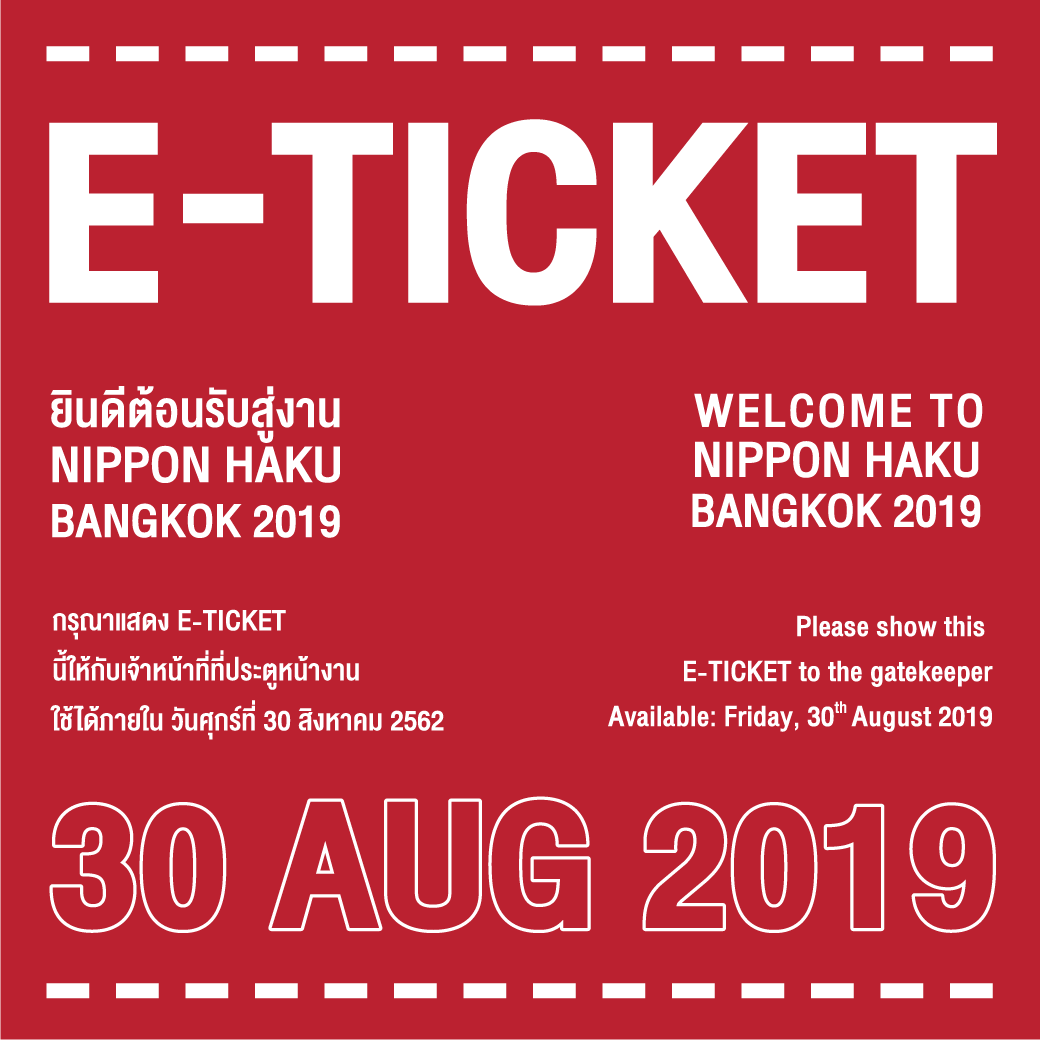 E-TICKET
ยินดีต้อนรับสู่งาน
NIPPON HAKU
BANGKOK 2019
WELCOME TO
NIPPON HAKU
BANGKOK 2019
กรุณาแสดง E-TICKET
นี้ให้กับเจ้าหน้าที่ที่ประตูหน้างาน
ใช้ได้ภายใน วันศุกร์ที่ 30 สิงหาคม 2562
Please show this
E-TICKET to the gatekeeper
Available: Friday, 30th August 2019
30 AUG 2019